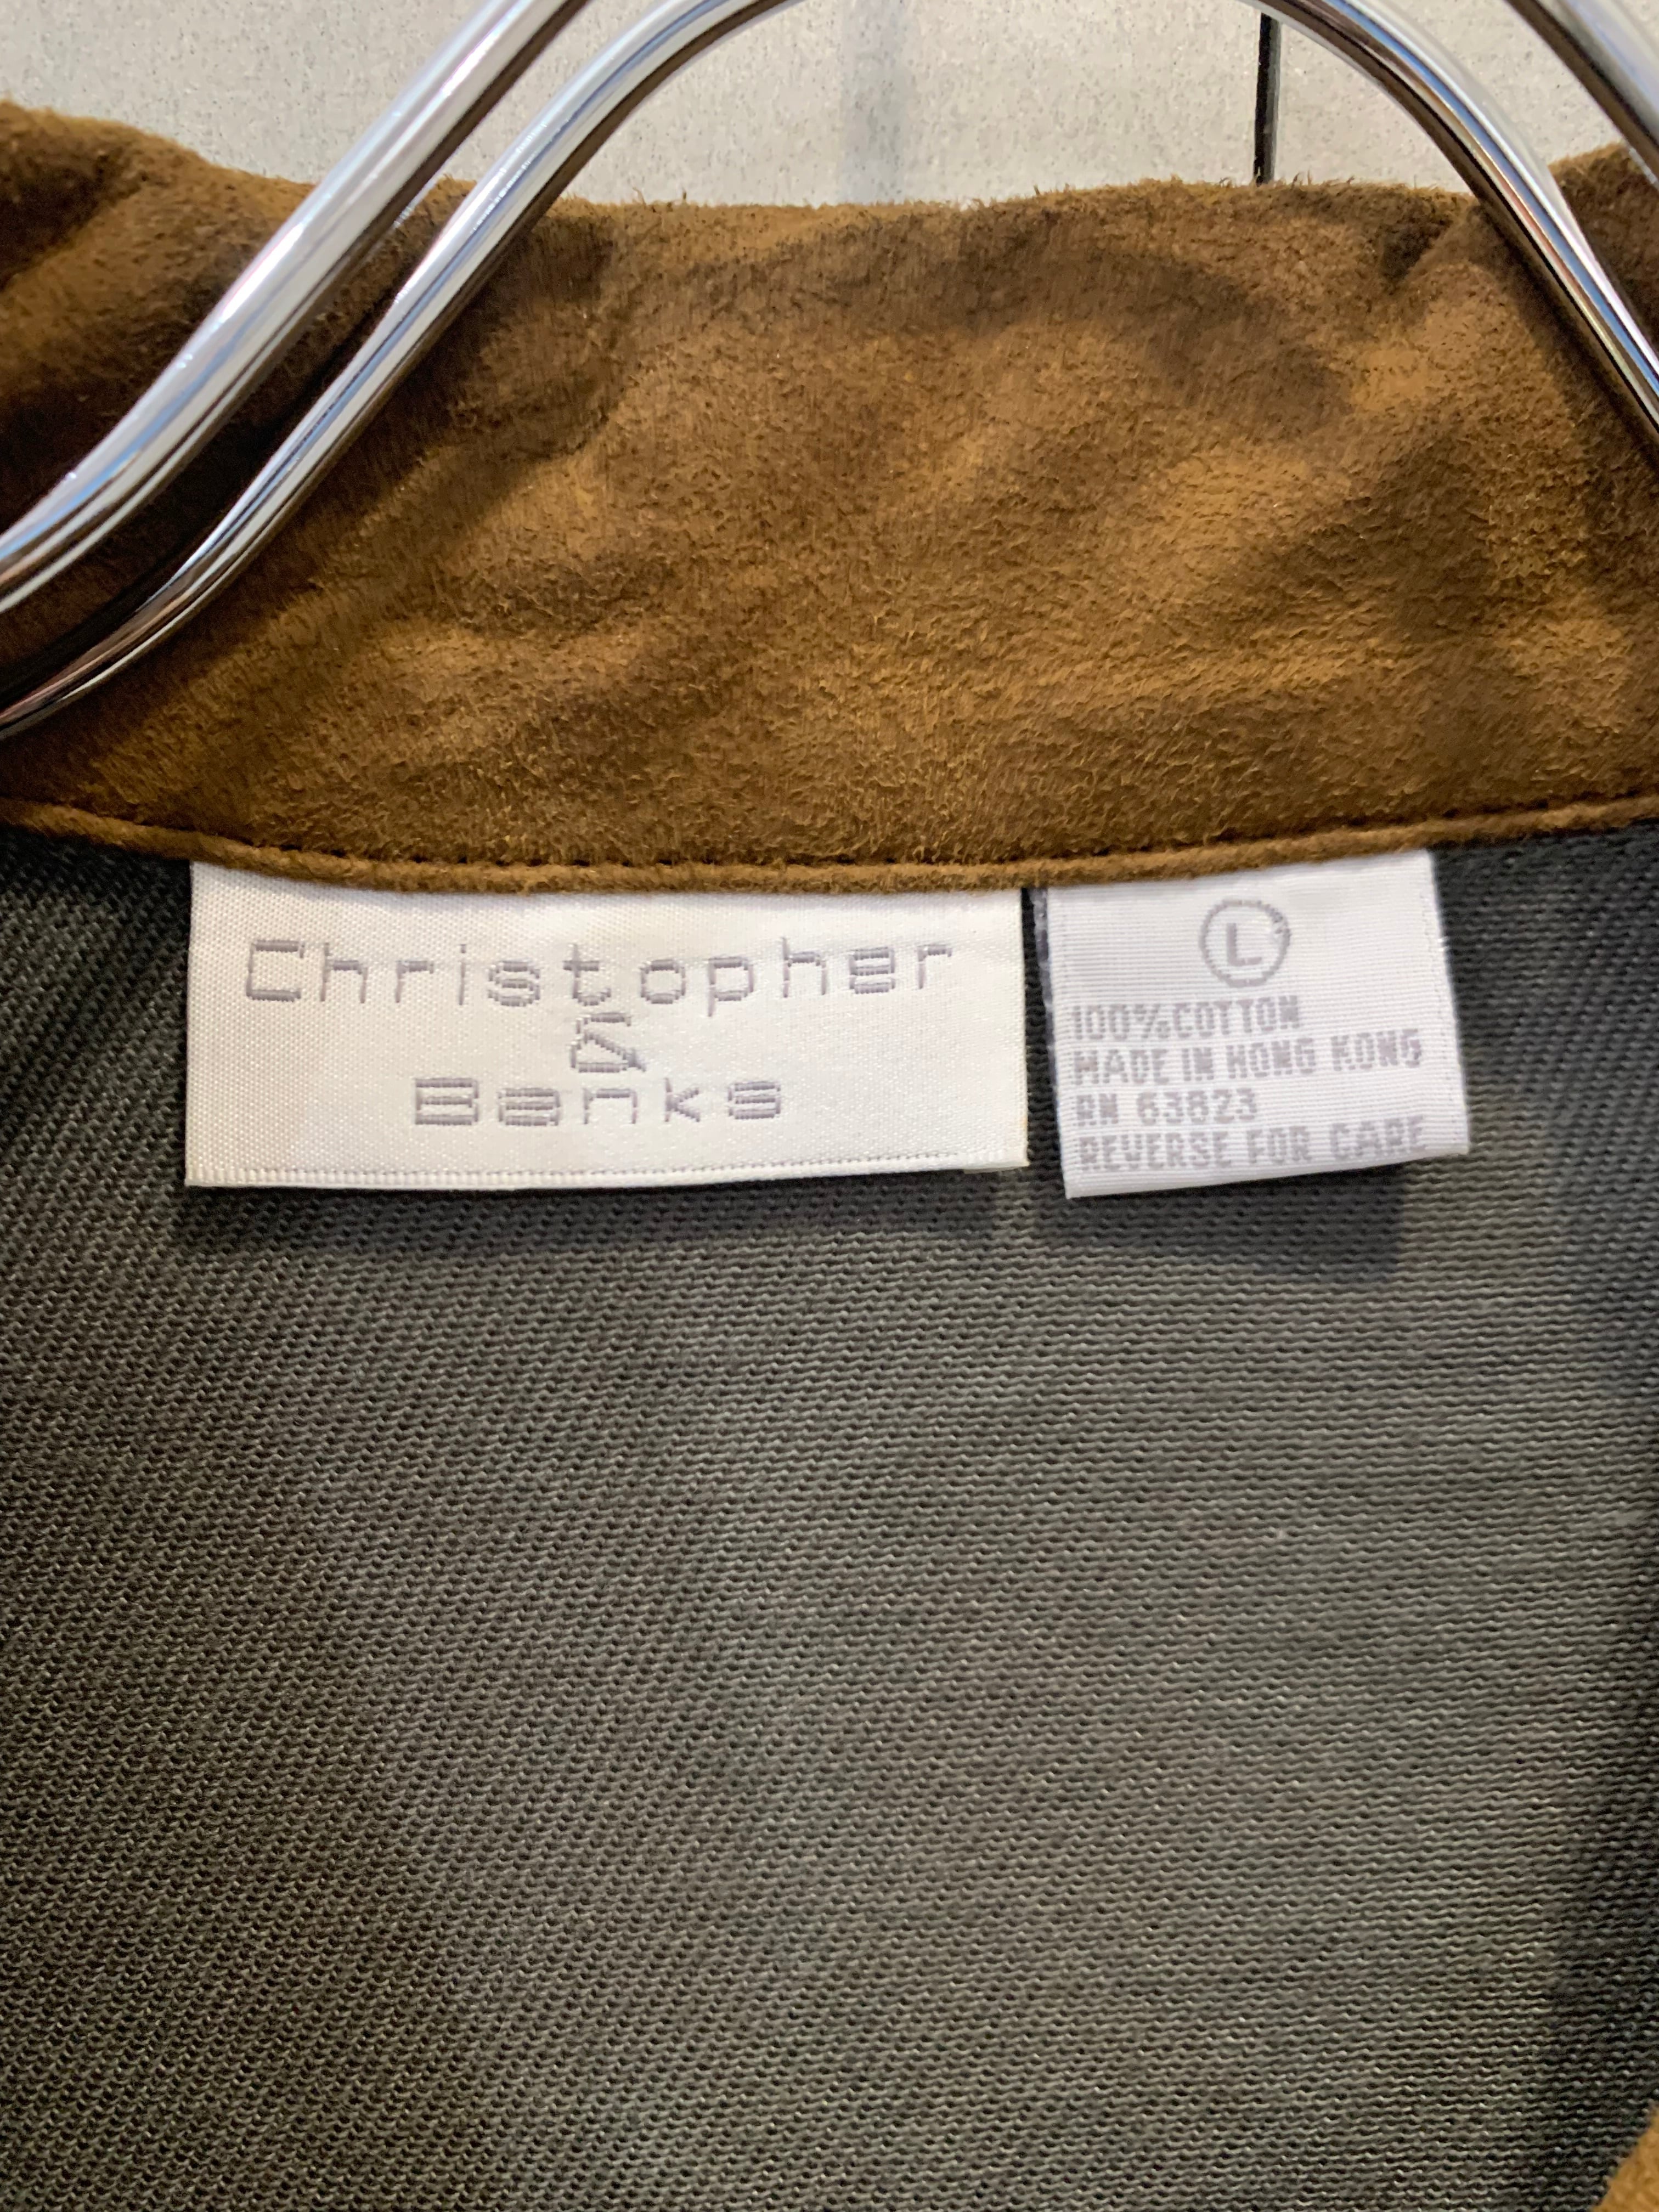 Christopher
&
Banks
L
100%COTTON
MADE IN HONG KONG
RN 63823
REVERSE FOR CARE